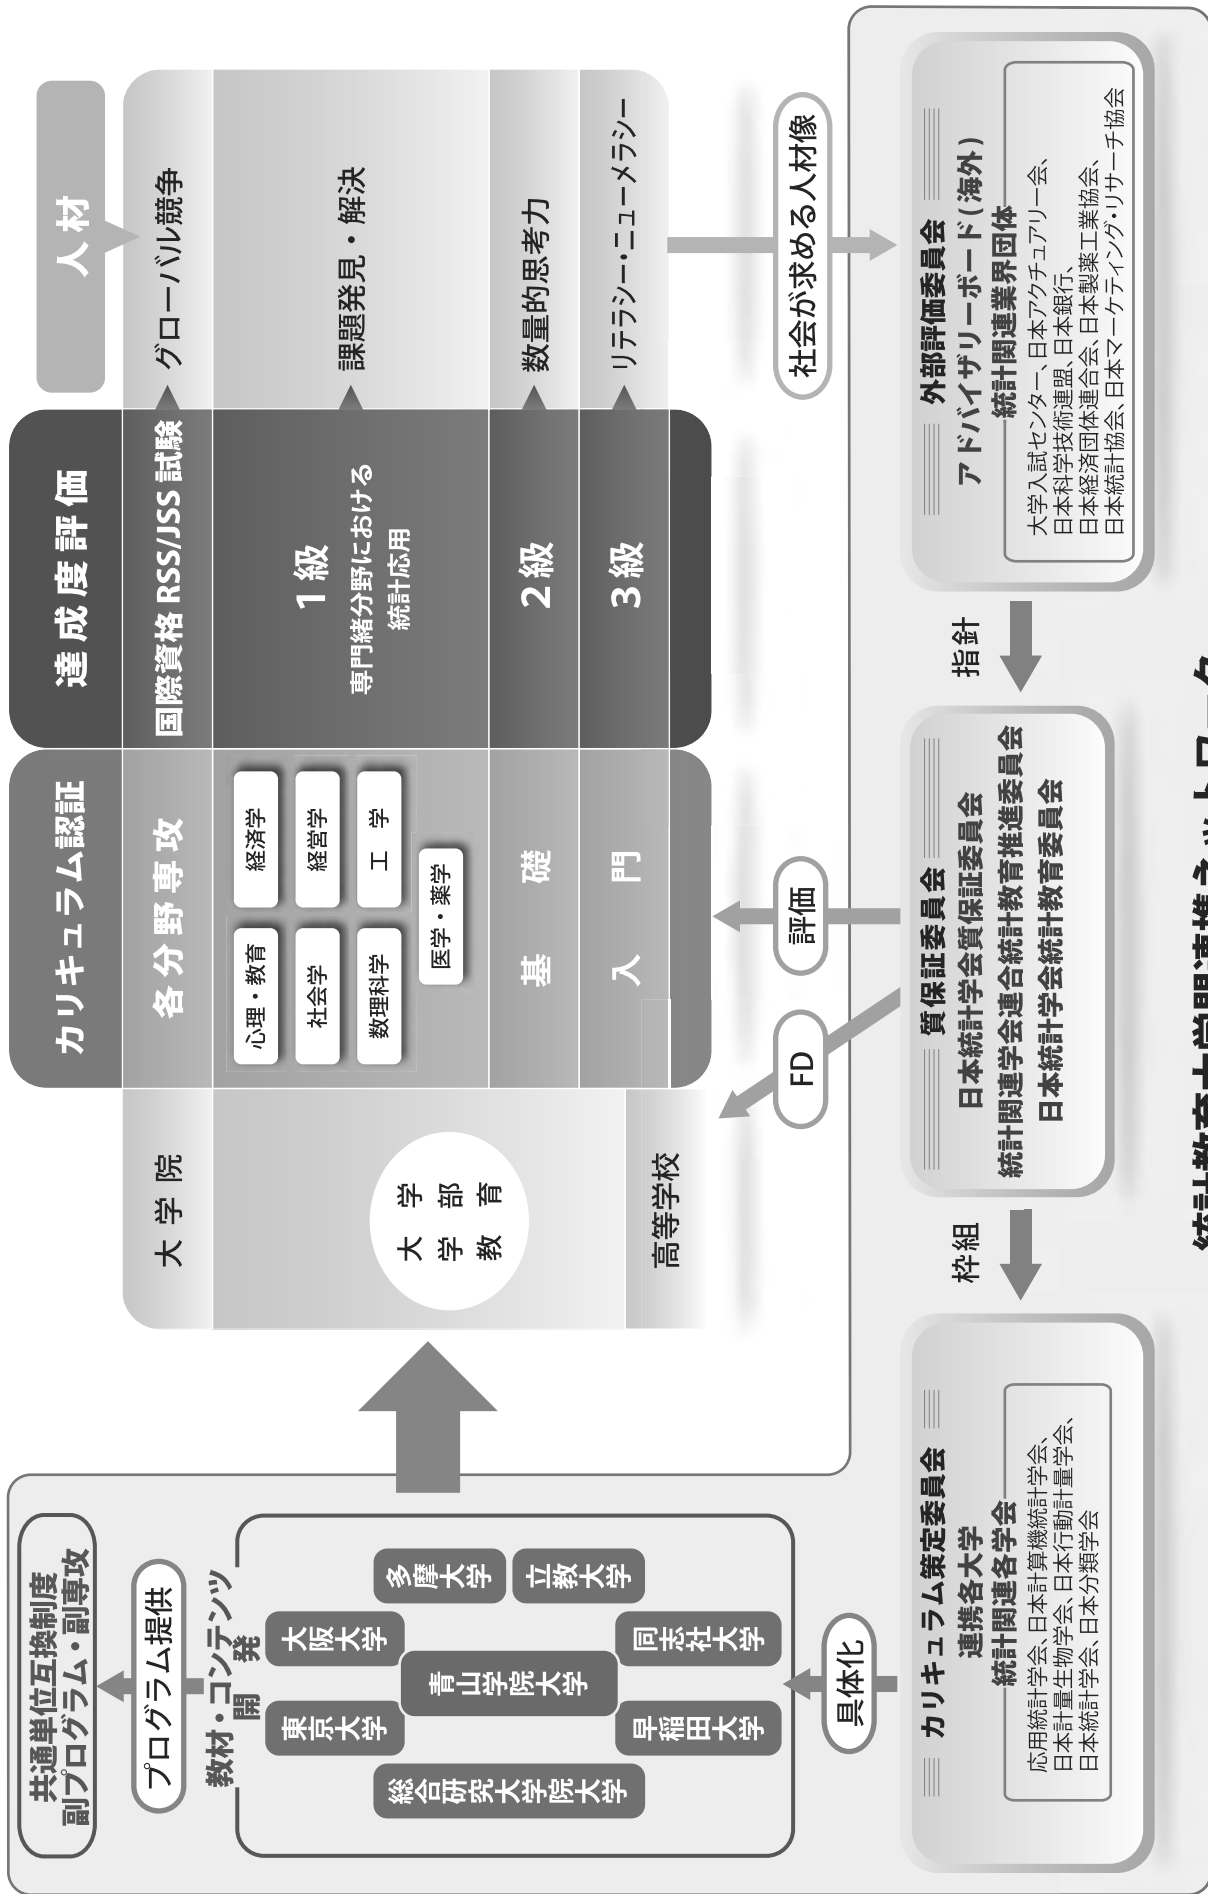 共通単位互換制度
副プログラム・副専攻
プログラム提供
教材・コンテンツ
開発
東京大学
大阪大学
総合研究大学院大学
青山学院大学
多摩大学
立教大学
早稲田大学
同志社大学
具体化
カリキュラム策定委員会
連携各大学
統計関連各学会
応用統計学会、日本計算機統計学会、
日本計量生物学会、日本行動計量学会、
日本統計学会、日本分類学会
大学院
大学
学部
教育
高等学校
カリキュラム認証
各分野専攻
心理・教育
経済学
社会学
経営学
数理科学
工学
医学・薬学
基礎
入門
達成度評価
国際資格 RSS/JSS 試験
1級
専門緒分野における
統計応用
2級
3級
人材
グローバル競争
課題発見・解決
数量的思考力
リテラシー・ニューメラシー
FD
評価
社会が求める人材像
枠組
質保証委員会
日本統計学会質保証委員会
統計関連学会連合統計教育推進委員会
日本統計学会統計教育委員会
指針
外部評価委員会
アドバイザリーボード(海外)
統計関連業界団体
大学入試センター、日本アクチュアリー会、
日本科学技術連盟、日本銀行、
日本経済団体連合会、日本製薬工業協会、
日本統計協会、日本マーケティング・リサーチ協会
統計教育大学間連携ネットワーク